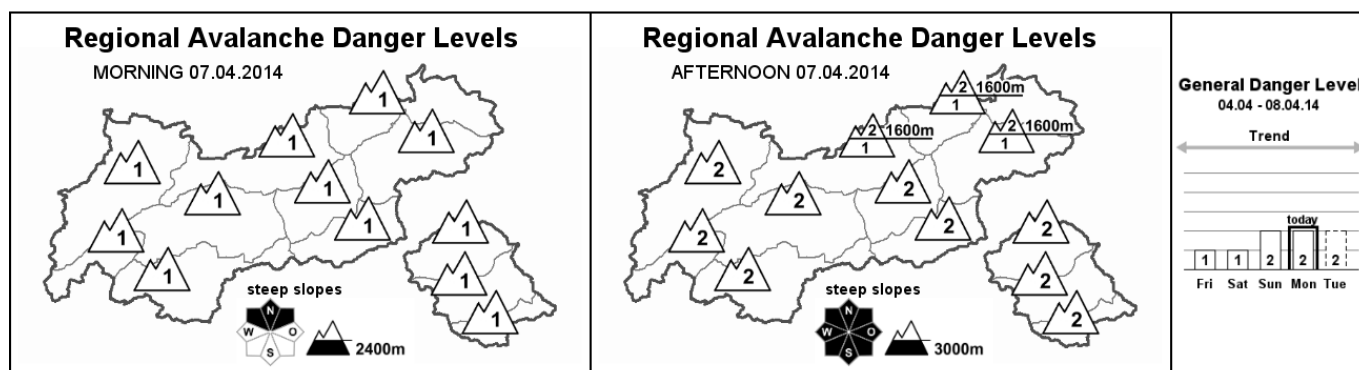 Regional Avalanche Danger Levels
MORNING 07.04.2014
1
1
1
1
1
1
1
1
1
1
1
1
steep slopes
N
W O
S
2400m
Regional Avalanche Danger Levels
AFTERNOON 07.04.2014
2 1600m
1
2 1600m
1
2 1600m
1
2
2
2
2
2
2
2
2
2
steep slopes
N
W O
S
3000m
General Danger Level
04.04 - 08.04.14
Trend
today
1 1 2 2 2
Fri Sat Sun Mon Tue